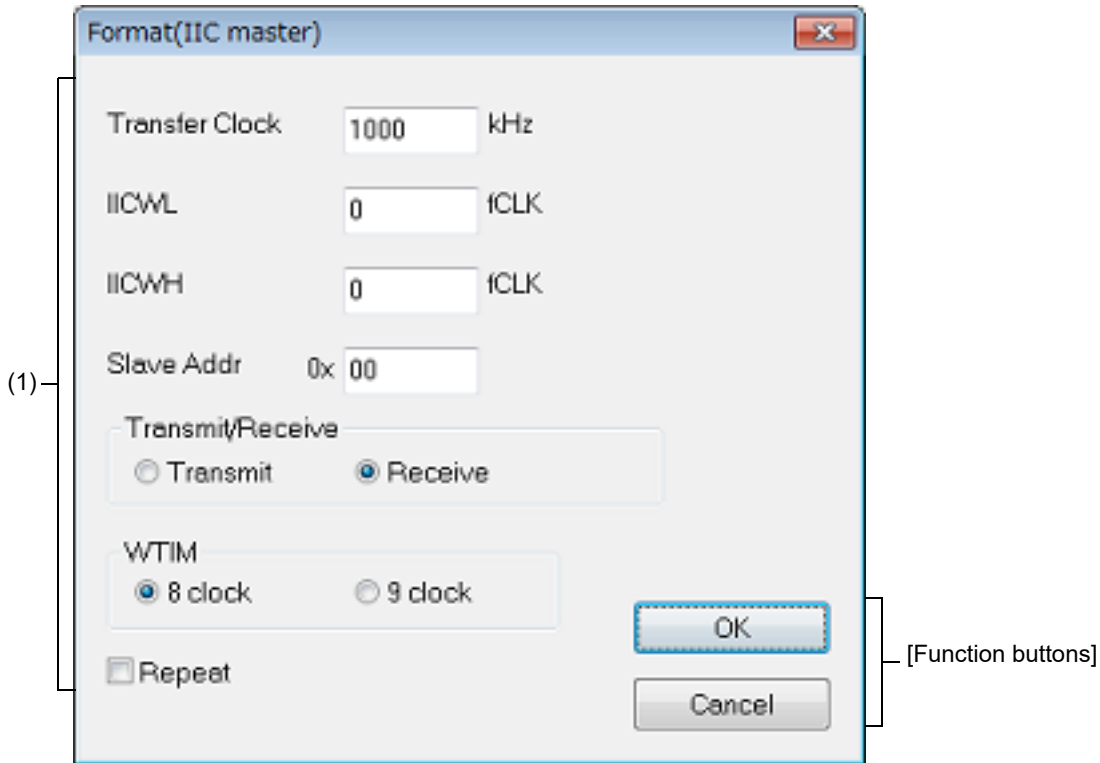 Format(IIC master)
Transfer Clock 1000 kHz
IICWL 0 fCLK
IICWH 0 fCLK
Slave Addr 0x 00
(1)
Transmit/Receive
Transmit Receive
WTIM
8 clock 9 clock
OK
[Function buttons]
Repeat
Cancel